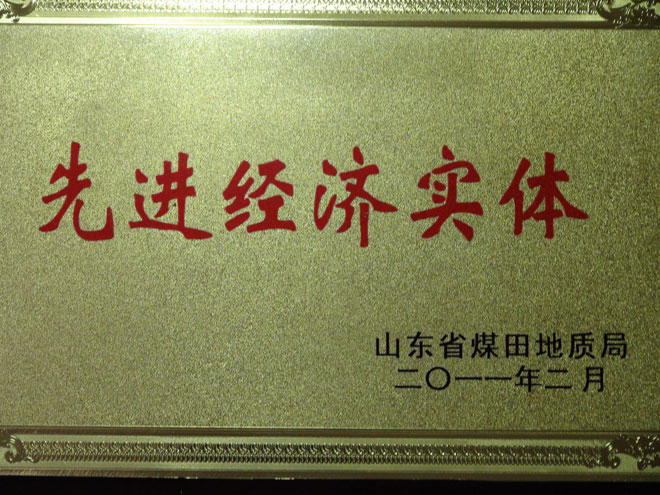 先进经济实体
山东省煤田地质局
二〇一一年二月